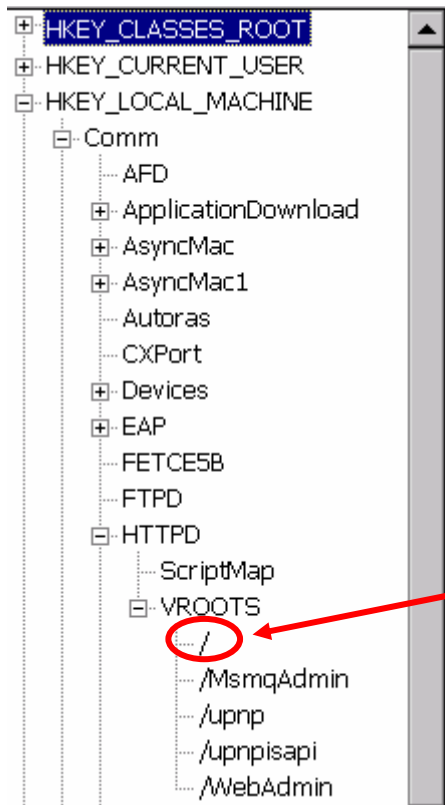 HKEY_CLASSES_ROOT
HKEY_CURRENT_USER
HKEY_LOCAL_MACHINE
Comm
AFD
ApplicationDownload
AsyncMac
AsyncMac1
Autoras
CXPort
Devices
EAP
FETCE5B
FTPD
HTTPD
ScriptMap
VROOTS
/
/MsmqAdmin
/upnp
/upnpisapi
/WebAdmin